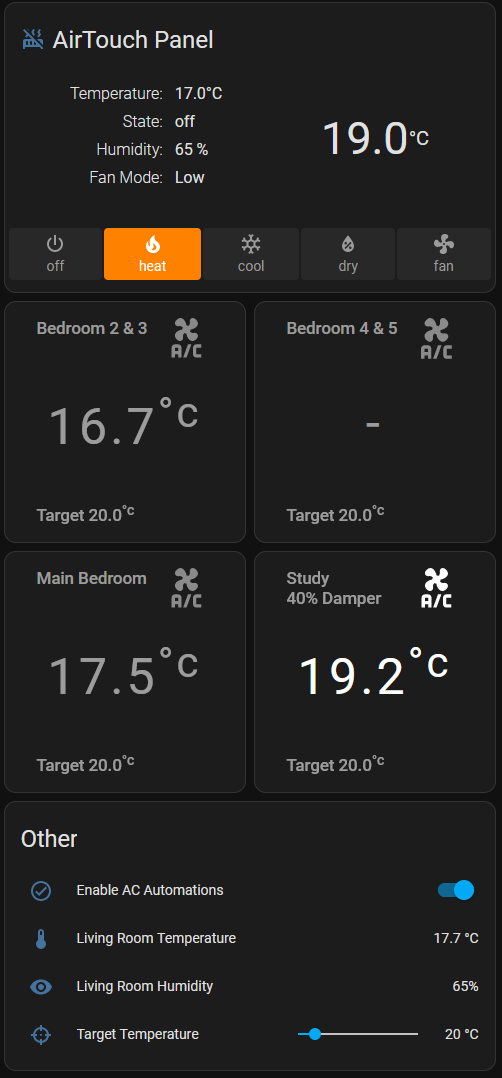 AirTouch Panel
Temperature: 17.0°C
State: off
Humidity: 65 %
Fan Mode: Low
19.0°C
off heat cool dry fan
Bedroom 2 & 3
A/C
16.7°C
Target 20.0°C
Bedroom 4 & 5
A/C
-
Target 20.0°C
Main Bedroom
A/C
17.5°C
Target 20.0°C
Study
40% Damper
A/C
19.2°C
Target 20.0°C
Other
Enable AC Automations
Living Room Temperature 17.7 °C
Living Room Humidity 65%
Target Temperature 20 °C